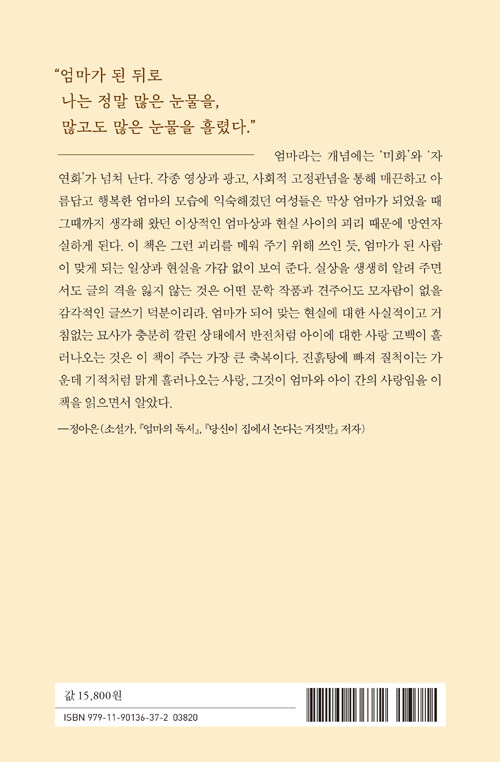 “엄마가 된 뒤로
나는 정말 많은 눈물을,
많고도 많은 눈물을 흘렸다.”
엄마라는 개념에는 ‘미화’와 ‘자
연화’가 넘쳐 난다. 각종 영상과 광고, 사회적 고정관념을 통해 매끈하고 아
름답고 행복한 엄마의 모습에 익숙해졌던 여성들은 막상 엄마가 되었을 때
그때까지 생각해 왔던 이상적인 엄마상과 현실 사이의 괴리 때문에 망연자
실하게 된다. 이 책은 그런 괴리를 메워 주기 위해 쓰인 듯, 엄마가 된 사람
이 맞게 되는 일상과 현실을 가감 없이 보여 준다. 실상을 생생히 알려 주면
서도 글의 격을 잃지 않는 것은 어떤 문학 작품과 견주어도 모자람이 없을
감각적인 글쓰기 덕분이리라. 엄마가 되어 맞는 현실에 대한 사실적이고 거
침없는 묘사가 충분히 깔린 상태에서 반전처럼 아이에 대한 사랑 고백이 흘
러나오는 것은 이 책이 주는 가장 큰 축복이다. 진흙탕에 빠져 질척이는 가
운데 기적처럼 맑게 흘러나오는 사랑, 그것이 엄마와 아이 간의 사랑임을 이
책을 읽으면서 알았다.
—정아은(소설가, 『엄마의 독서』, 『당신이 집에서 논다는 거짓말』 저자)
값 15,800원
ISBN 979-11-90136-37-2 03820